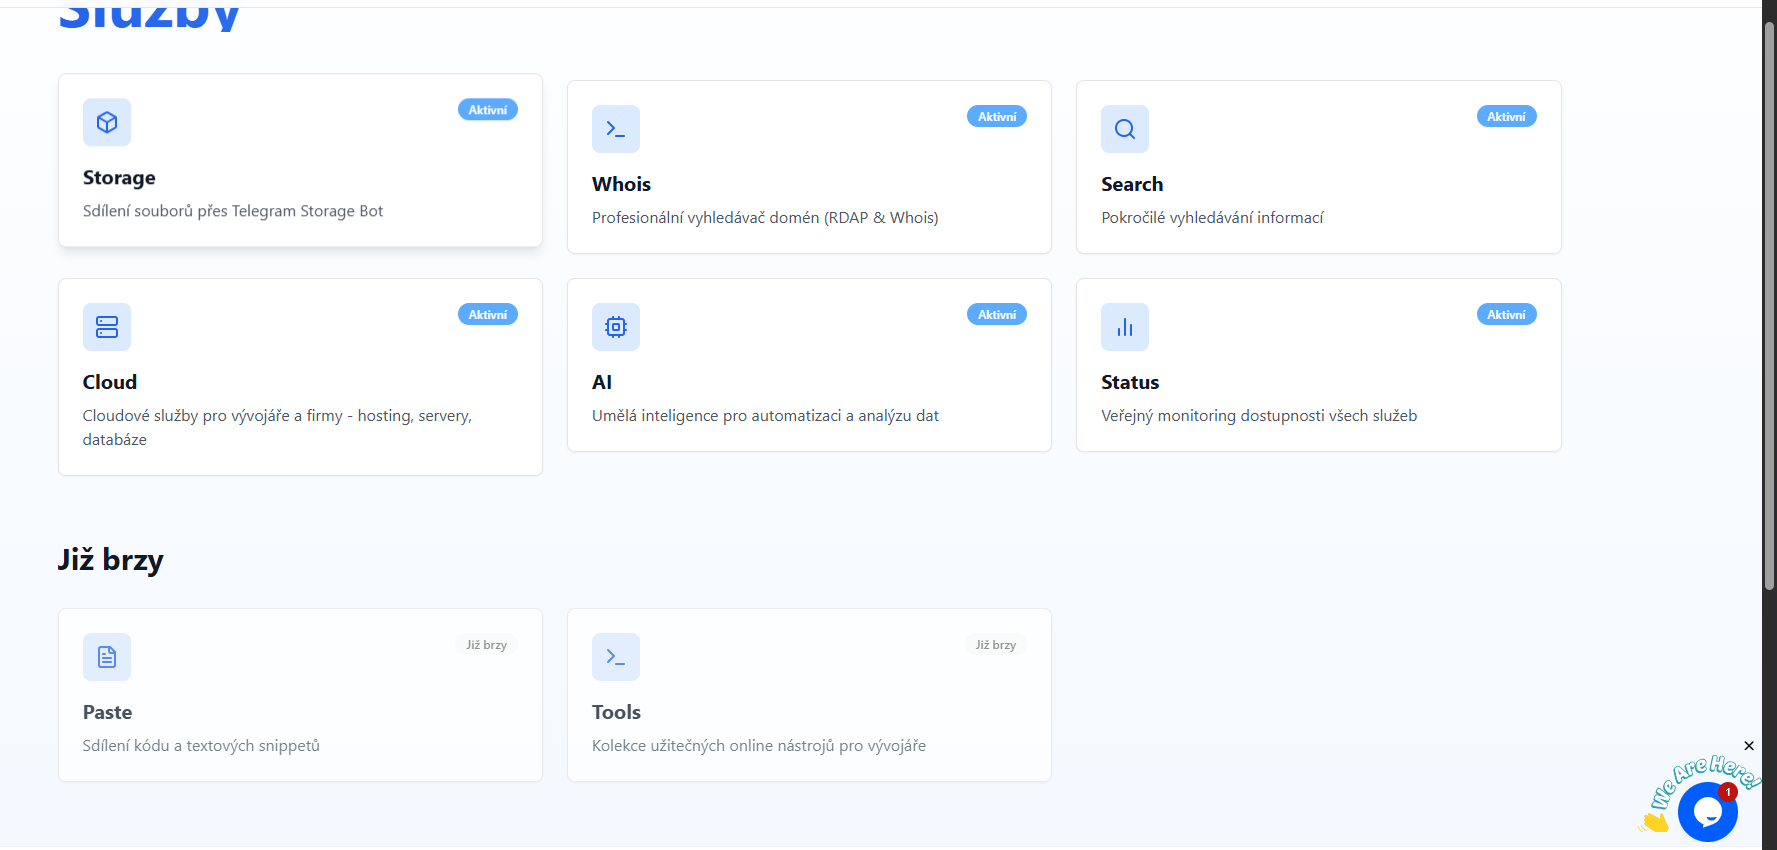 Služby
Aktivní
Storage
Sdílení souborů přes Telegram Storage Bot
Aktivní
Whois
Profesionální vyhledávač domén (RDAP & Whois)
Aktivní
Search
Pokročilé vyhledávání informací
Aktivní
Cloud
Cloudové služby pro vývojáře a firmy - hosting, servery,
databáze
Aktivní
AI
Umělá inteligence pro automatizaci a analýzu dat
Aktivní
Status
Veřejný monitoring dostupnosti všech služeb
Již brzy
Již brzy
Paste
Sdílení kódu a textových snippetů
Již brzy
Tools
Kolekce užitečných online nástrojů pro vývojáře
We Are Here!
1